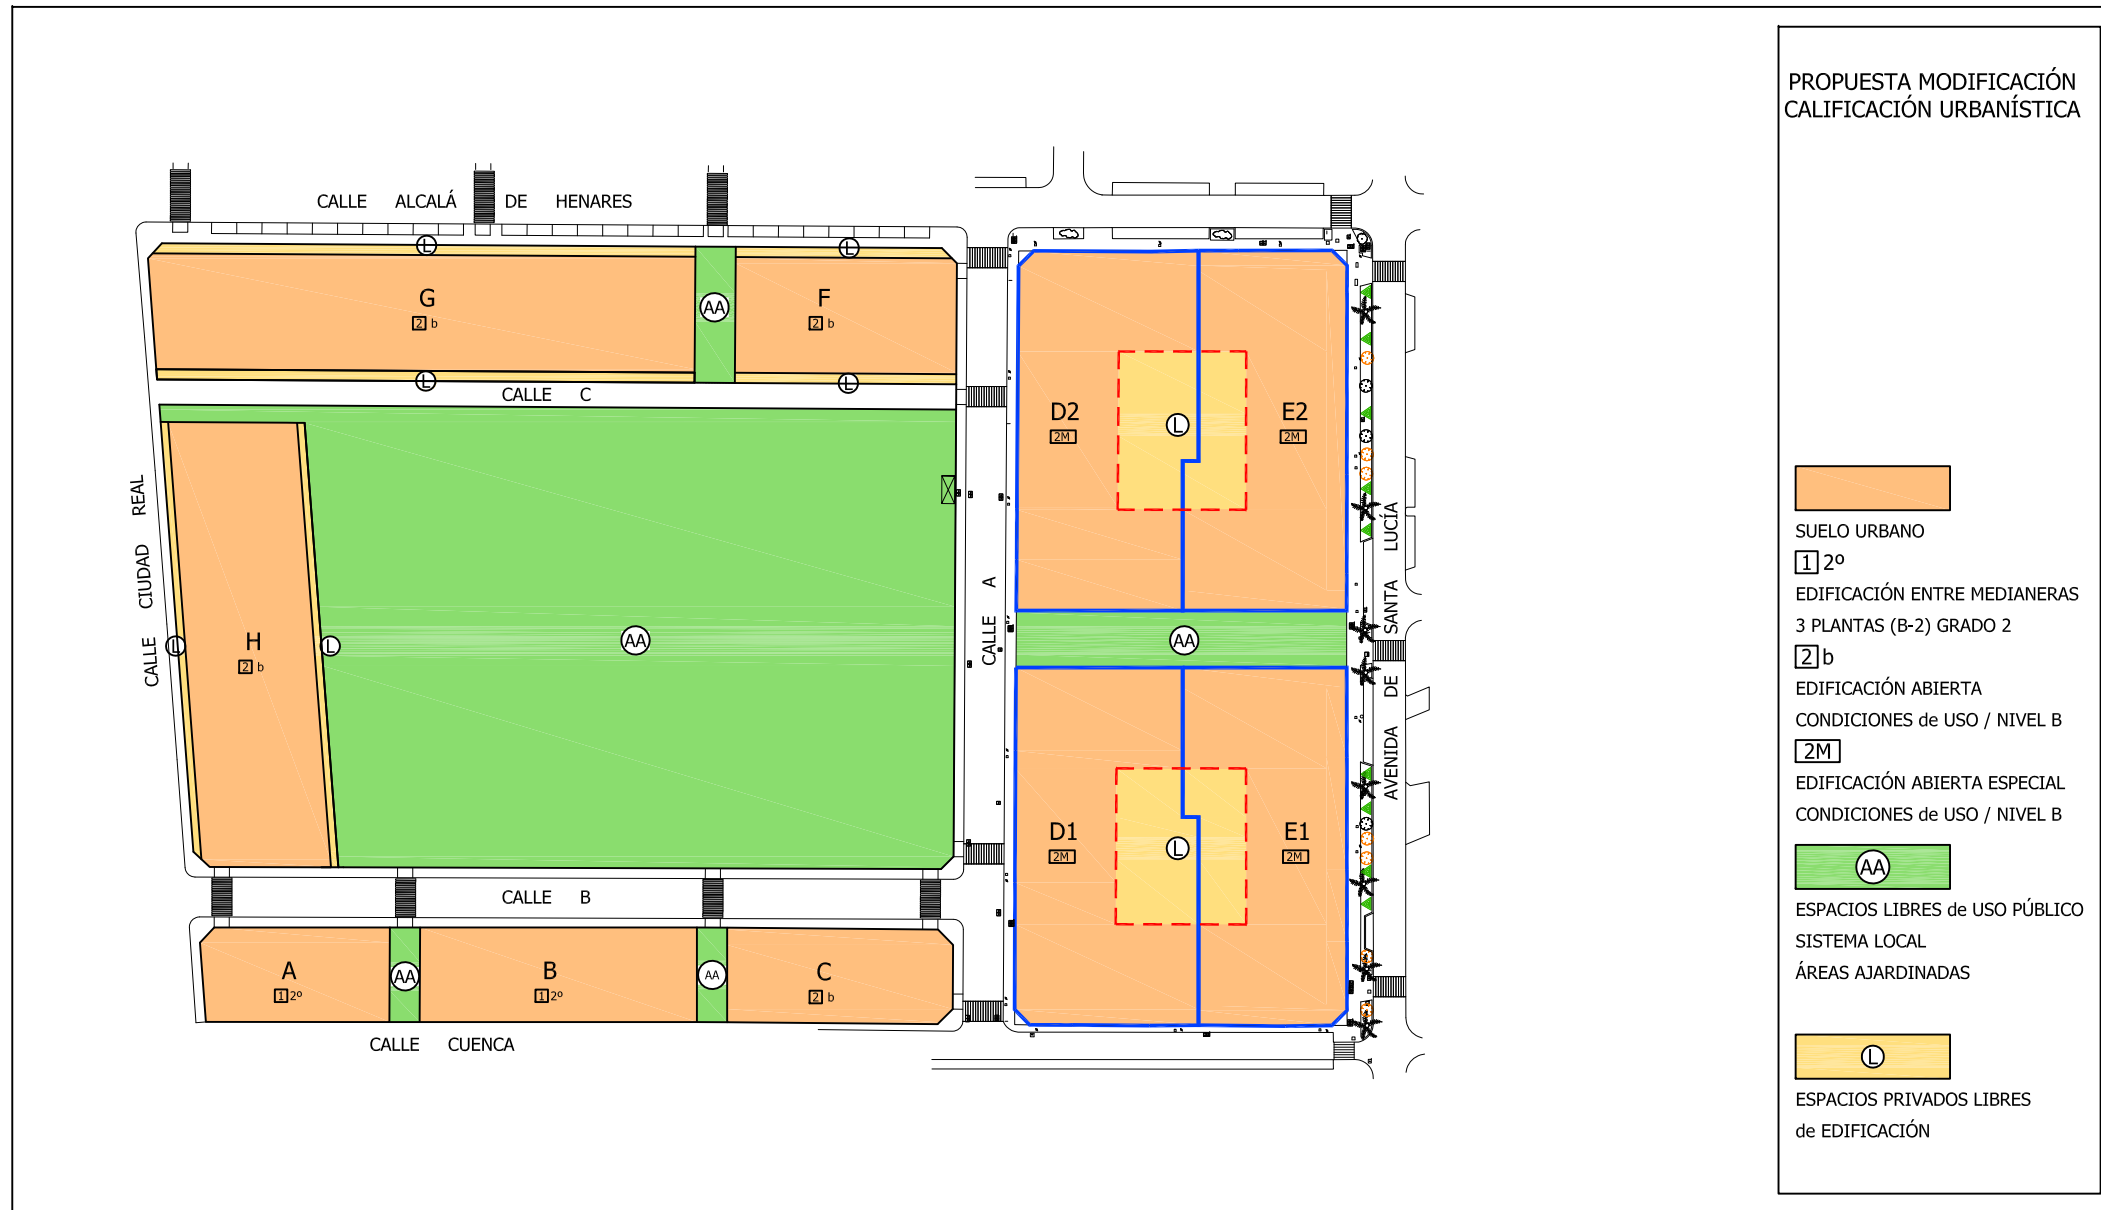 PROPUESTA MODIFICACIÓN
CALIFICACIÓN URBANÍSTICA
CALLE ALCALÁ DE HENARES
L
L
G
2 b
AA
F
2 b
L
L
CALLE C
D2
2M
L
E2
2M
CALLE CIUDAD REAL
L
H
2 b
L
AA
CALLE A
AA
AVENIDA DE SANTA LUCÍA
D1
2M
L
E1
2M
CALLE B
A
1 2º
AA
B
1 2º
AA
C
2 b
CALLE CUENCA
SUELO URBANO
1 2º
EDIFICACIÓN ENTRE MEDIANERAS
3 PLANTAS (B-2) GRADO 2
2 b
EDIFICACIÓN ABIERTA
CONDICIONES de USO / NIVEL B
2M
EDIFICACIÓN ABIERTA ESPECIAL
CONDICIONES de USO / NIVEL B
AA
ESPACIOS LIBRES de USO PÚBLICO
SISTEMA LOCAL
ÁREAS AJARDINADAS
L
ESPACIOS PRIVADOS LIBRES
de EDIFICACIÓN